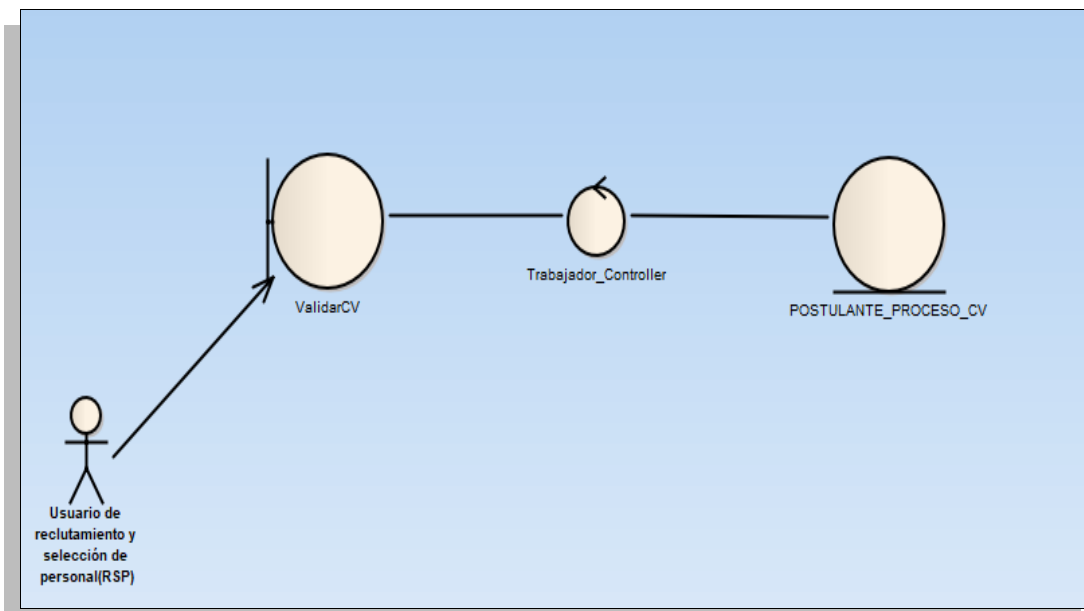 ValidarCV
Trabajador_Controller
POSTULANTE_PROCESO_CV
Usuario de
reclutamiento y
selección de
personal(RSP)